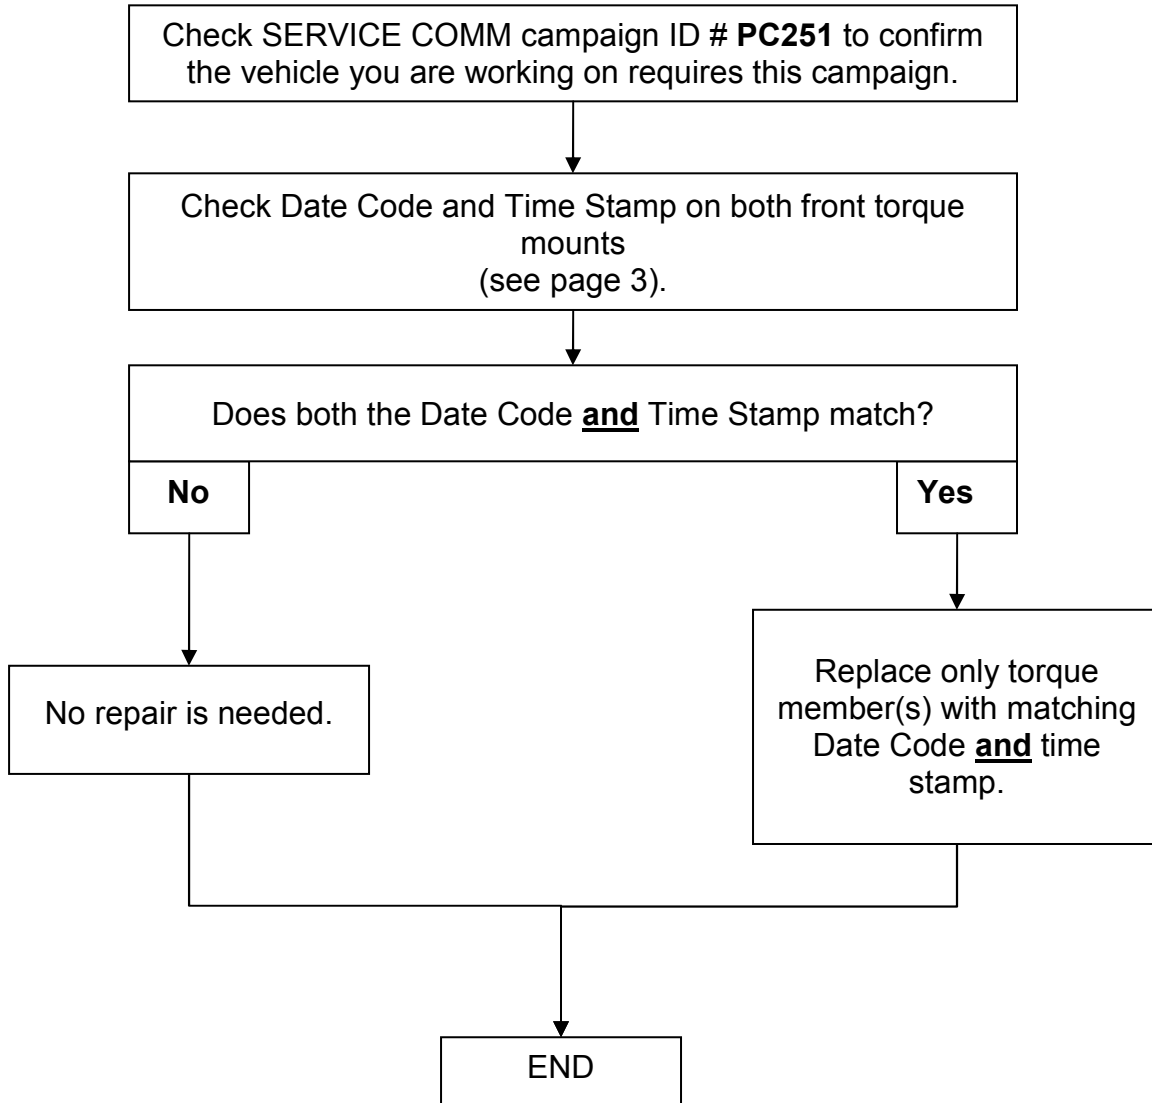 Check SERVICE COMM campaign ID # PC251 to confirm
the vehicle you are working on requires this campaign.
Check Date Code and Time Stamp on both front torque
mounts
(see page 3).
Does both the Date Code and Time Stamp match?
No
Yes
No repair is needed.
Replace only torque
member(s) with matching
Date Code and time
stamp.
END